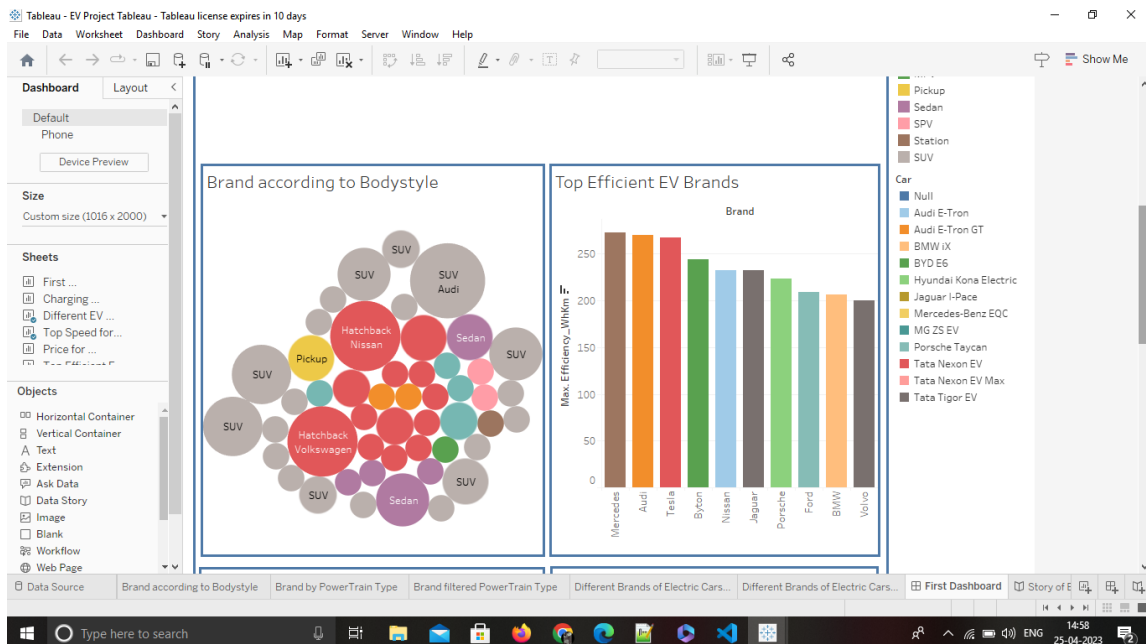 Tableau - EV Project Tableau - Tableau license expires in 10 days
File Data Worksheet Dashboard Story Analysis Map Format Server Window Help
Show Me
Dashboard Layout
Default
Phone
Device Preview
Size
Custom size (1016 x 2000)
Sheets
First ...
Charging ...
Different EV ...
Top Speed for...
Price for ...
Objects
Horizontal Container
Vertical Container
Text
Extension
Ask Data
Data Story
Image
Blank
Workflow
Web Page
Brand according to Bodystyle
SUV
SUV
SUV
Audi
Hatchback
Nissan
Sedan
SUV
Pickup
SUV
SUV
Hatchback
Volkswagen
SUV
SUV
Sedan
Top Efficient EV Brands
Brand
Max. Efficiency_WhKm
250
200
150
100
50
0
Mercedes
Audi
Tesla
Byton
Nissan
Jaguar
Porsche
Ford
BMW
Volvo
Pickup
Sedan
SPV
Station
SUV
Car
Null
Audi E-Tron
Audi E-Tron GT
BMW iX
BYD E6
Hyundai Kona Electric
Jaguar I-Pace
Mercedes-Benz EQC
MG ZS EV
Porsche Taycan
Tata Nexon EV
Tata Nexon EV Max
Tata Tigor EV
Data Source Brand according to Bodystyle Brand by PowerTrain Type Brand filtered PowerTrain Type Different Brands of Electric Cars... Different Brands of Electric Cars... First Dashboard Story of E
Type here to search
ENG
14:58
25-04-2023